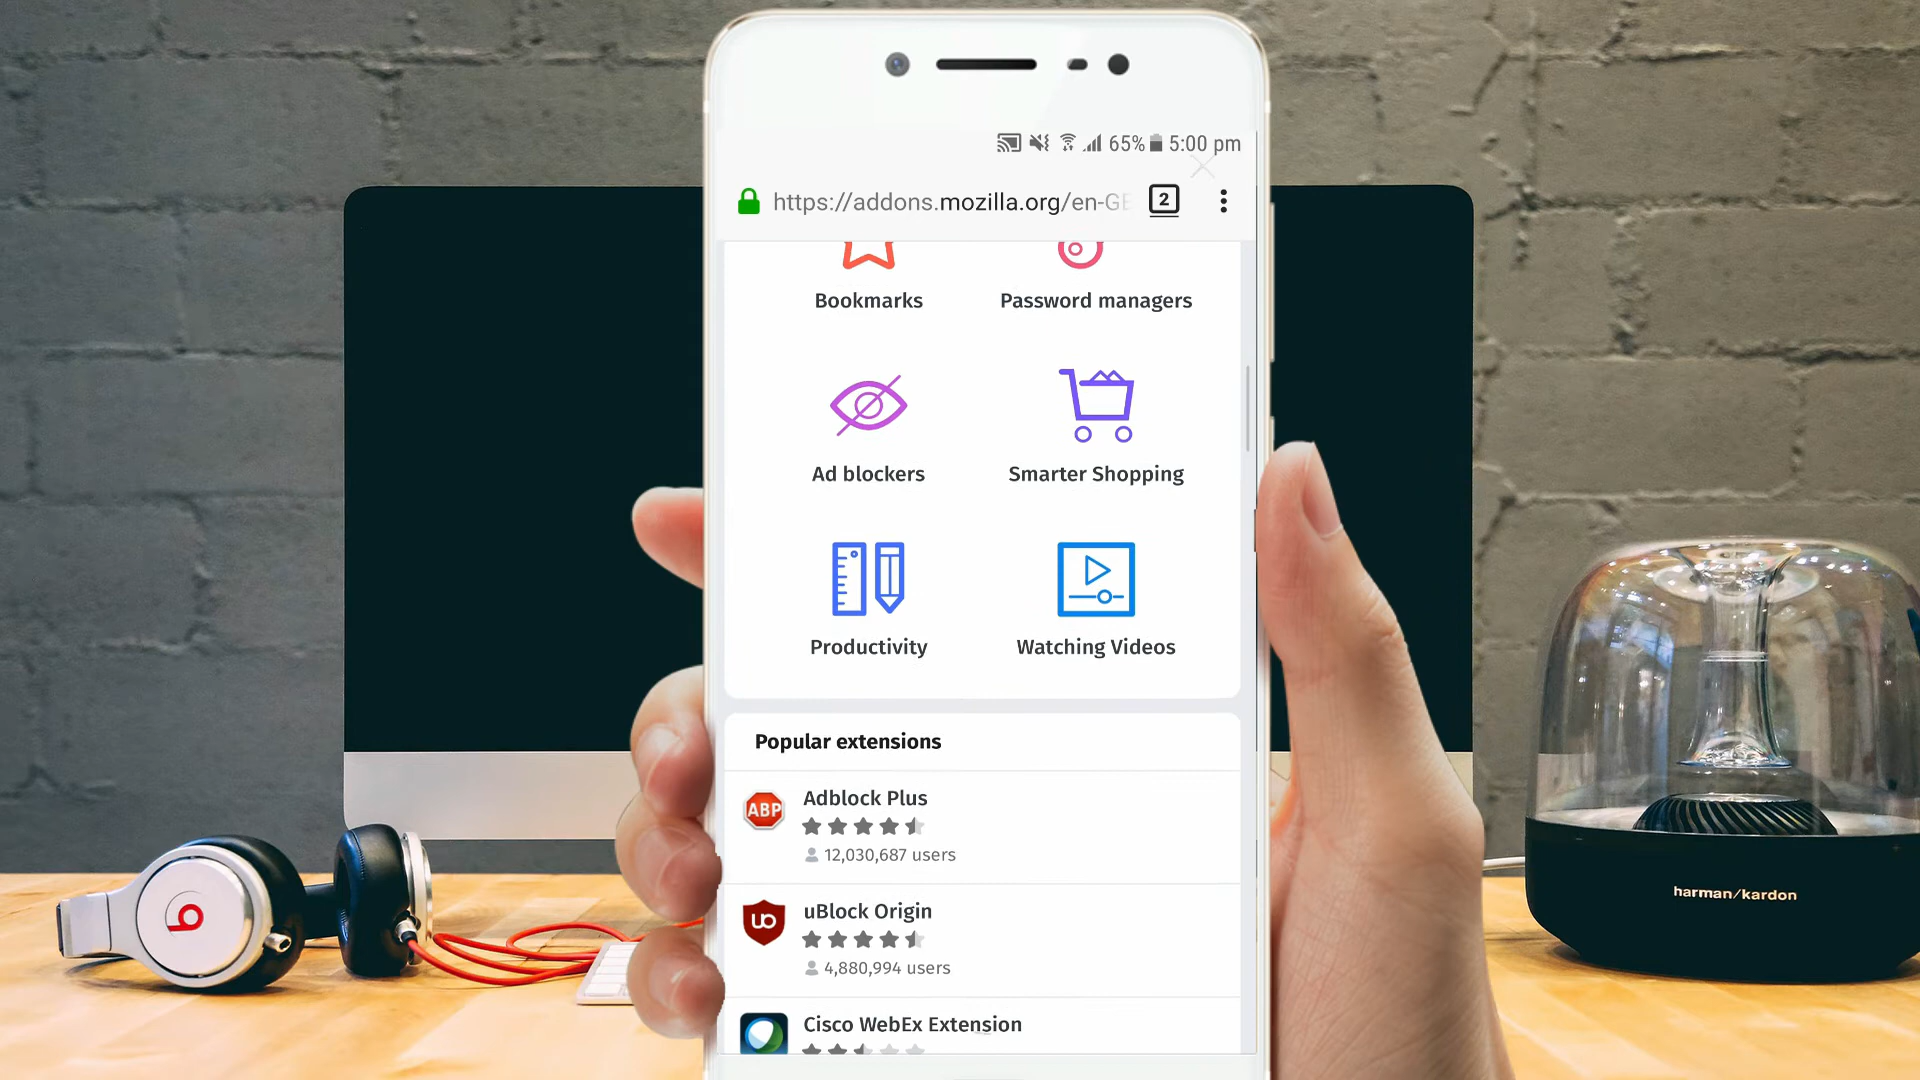 65% 5:00 pm
https://addons.mozilla.org/en-GB
2
Bookmarks
Password managers
Ad blockers
Smarter Shopping
Productivity
Watching Videos
Popular extensions
ABP
Adblock Plus
12,030,687 users
uBlock Origin
4,880,994 users
Cisco WebEx Extension
b
harman/kardon